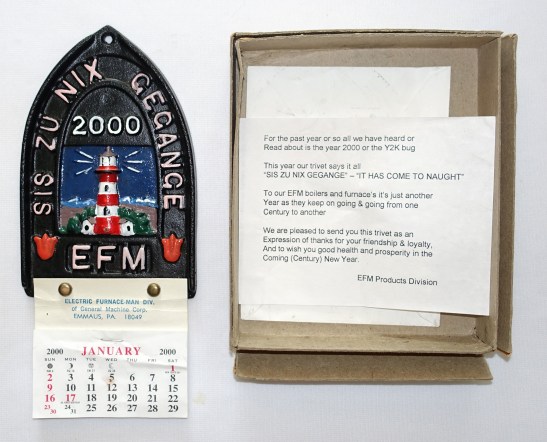 SIS ZU NIX GEGANGE
2000
EFM
ELECTRIC FURNACE-MAN DIV.
of General Machine Corp.
EMMAUS, PA. 18049
2000 JANUARY 2000
SUN MON TUE WED THU FRI SAT
1
2 3 4 5 6 7 8
9 10 11 12 13 14 15
16 17 18 19 20 21 22
23 30 24 31 25 26 27 28 29
For the past year or so all we have heard or
Read about is the year 2000 or the Y2K bug
This year our trivet says it all
"SIS ZU NIX GEGANGE" – "IT HAS COME TO NAUGHT")
To our EFM boilers and furnace's it's just another
Year as they keep on going & going from one
Century to another
We are pleased to send you this trivet as an
Expression of thanks for your friendship & loyalty,
And to wish you good health and prosperity in the
Coming (Century) New Year.
EFM Products Division